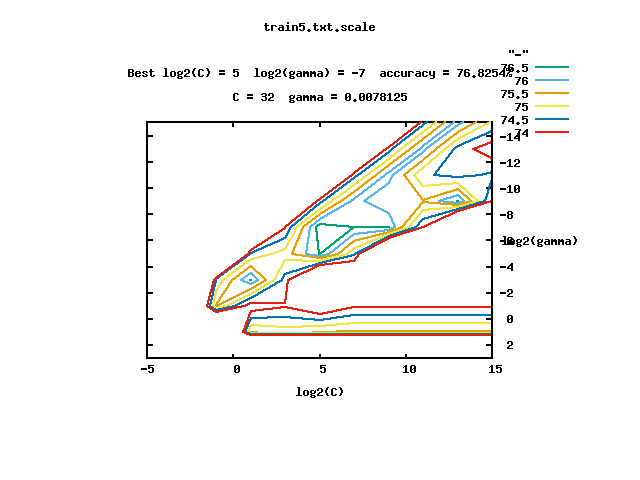 train5.txt.scale
"-"
76.5
Best log2(C) = 5  log2(gamma) = -7  accuracy = 76.8254%
76
C = 32  gamma = 0.0078125
75.5
75
74.5
74
-14
-12
-10
-8
-6
log2(gamma)
-4
-2
0
2
-5 0 5 10 15
log2(C)